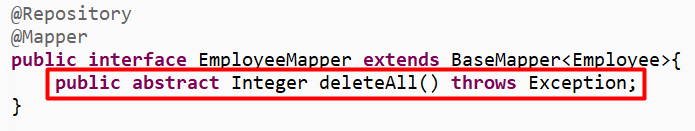 @Repository
@Mapper
public interface EmployeeMapper extends BaseMapper<Employee>{
public abstract Integer deleteAll() throws Exception;
}